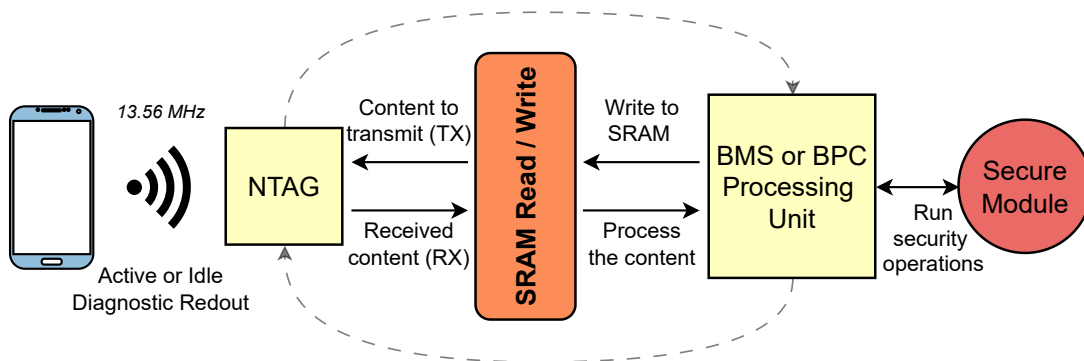 13.56 MHz
Active or Idle
Diagnostic Redout
NTAG
Content to
transmit (TX)
Received
content (RX)
SRAM Read / Write
Write to
SRAM
Process
the content
BMS or BPC
Processing
Unit
Run
security
operations
Secure
Module